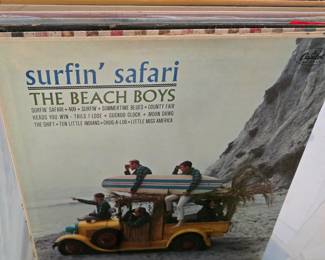 surfin' safari
THE BEACH BOYS
SURFIN' SAFARI • 409 • SURFIN' • SUMMERTIME BLUES • COUNTY FAIR
HEADS YOU WIN - TAILS I LOSE • CUCKOO CLOCK • MOON DAWG
THE SHIFT • TEN LITTLE INDIANS • CHUG-A-LUG • LITTLE MISS AMERICA
Capitol